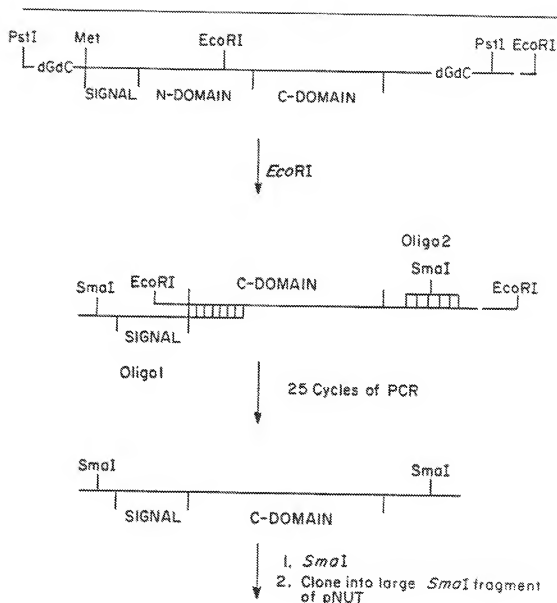 PstI Met EcoRI PstI EcoRI
dGdC dGdC
SIGNAL N-DOMAIN C-DOMAIN
EcoRI
Oligo2
SmaI EcoRI C-DOMAIN SmaI EcoRI
SIGNAL
Oligo1
25 Cycles of PCR
SmaI SmaI
SIGNAL C-DOMAIN
1. SmaI
2. Clone into large SmaI fragment
of pNUT